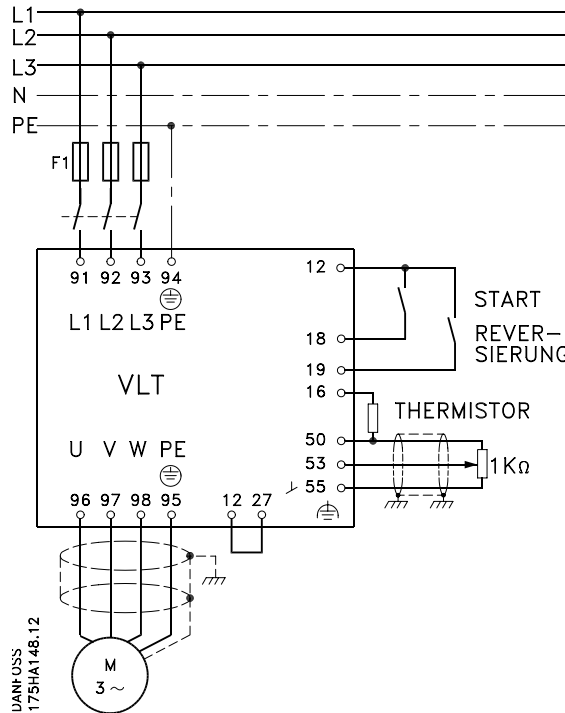 L1
L2
L3
N
PE
F1
91 92 93 94
L1 L2 L3 PE
VLT
U V W PE
96 97 98 95
12 27
12
18
19
16
50
53
55
START
REVER-
SIERUNG
THERMISTOR
1KΩ
M
3~
DANFOSS
175HA148.12